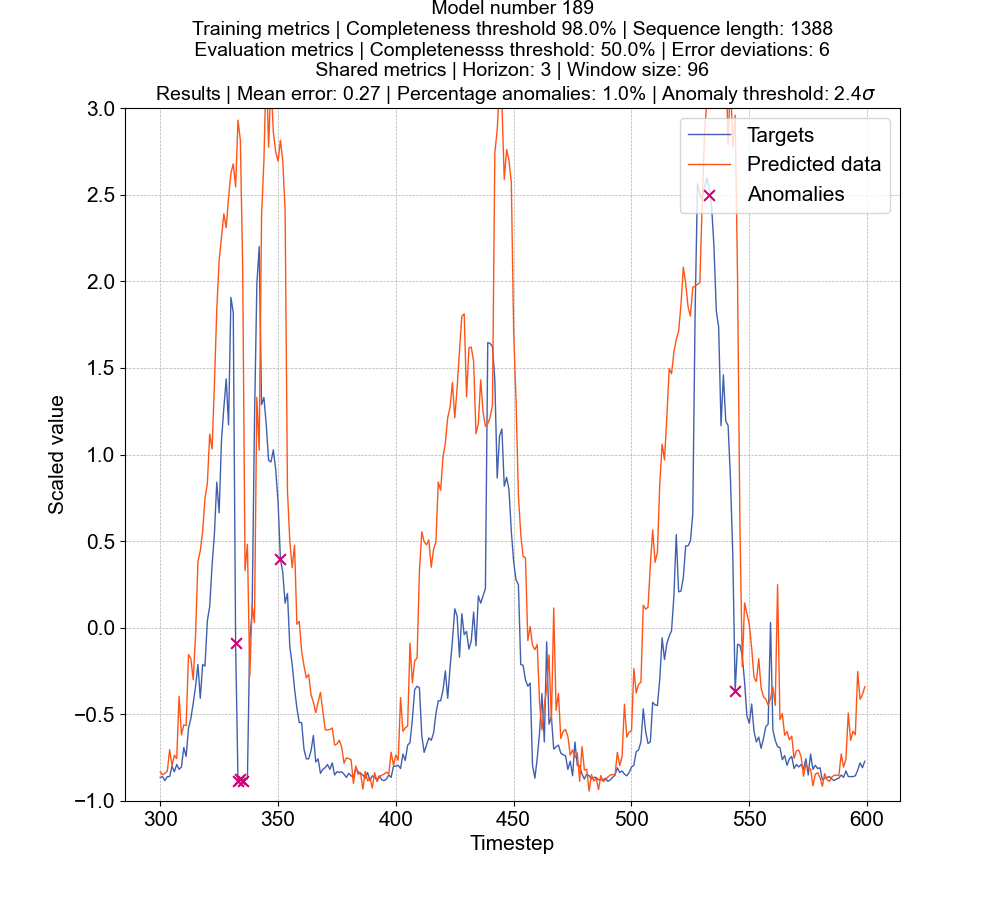 Model number 189
Training metrics | Completeness threshold 98.0% | Sequence length: 1388
Evaluation metrics | Completenesss threshold: 50.0% | Error deviations: 6
Shared metrics | Horizon: 3 | Window size: 96
Results | Mean error: 0.27 | Percentage anomalies: 1.0% | Anomaly threshold: 2.4σ
3.0
2.5
2.0
1.5
1.0
0.5
0.0
−0.5
−1.0
Scaled value
Targets
Predicted data
Anomalies
300 350 400 450 500 550 600
Timestep